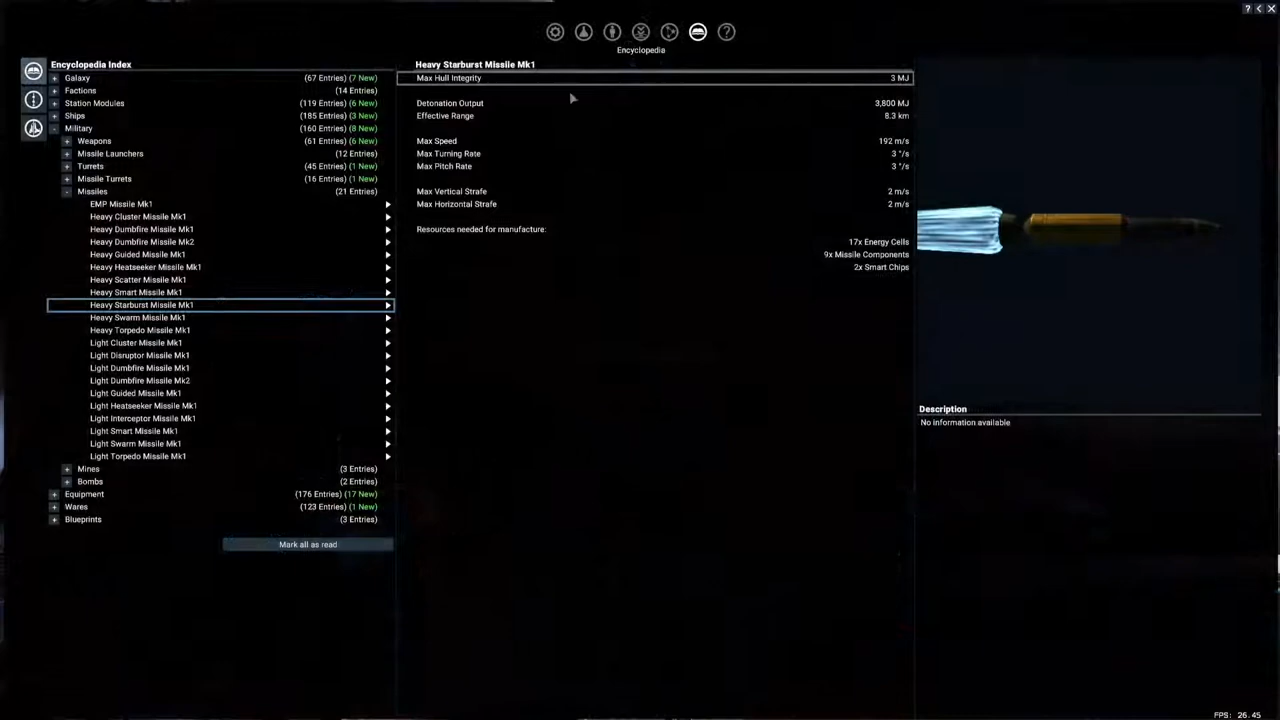 ?
Encyclopedia
Encyclopedia Index
Galaxy (67 Entries) (7 New)
Factions (14 Entries)
Station Modules (119 Entries) (6 New)
Ships (185 Entries) (3 New)
Military (160 Entries) (8 New)
Weapons (61 Entries) (6 New)
Missile Launchers (12 Entries)
Turrets (45 Entries) (1 New)
Missile Turrets (16 Entries) (1 New)
Missiles (21 Entries)
EMP Missile Mk1
Heavy Cluster Missile Mk1
Heavy Dumbfire Missile Mk1
Heavy Dumbfire Missile Mk2
Heavy Guided Missile Mk1
Heavy Heatseeker Missile Mk1
Heavy Scatter Missile Mk1
Heavy Smart Missile Mk1
Heavy Starburst Missile Mk1
Heavy Swarm Missile Mk1
Heavy Torpedo Missile Mk1
Light Cluster Missile Mk1
Light Disruptor Missile Mk1
Light Dumbfire Missile Mk1
Light Dumbfire Missile Mk2
Light Guided Missile Mk1
Light Heatseeker Missile Mk1
Light Interceptor Missile Mk1
Light Smart Missile Mk1
Light Swarm Missile Mk1
Light Torpedo Missile Mk1
Mines (3 Entries)
Bombs (2 Entries)
Equipment (176 Entries) (17 New)
Wares (123 Entries) (1 New)
Blueprints (3 Entries)
Mark all as read
Heavy Starburst Missile Mk1
Max Hull Integrity 3 MJ
Detonation Output 3,800 MJ
Effective Range 8.3 km
Max Speed 192 m/s
Max Turning Rate 3 °/s
Max Pitch Rate 3 °/s
Max Vertical Strafe 2 m/s
Max Horizontal Strafe 2 m/s
Resources needed for manufacture:
17x Energy Cells
9x Missile Components
2x Smart Chips
Description
No information available
FPS: 26.45